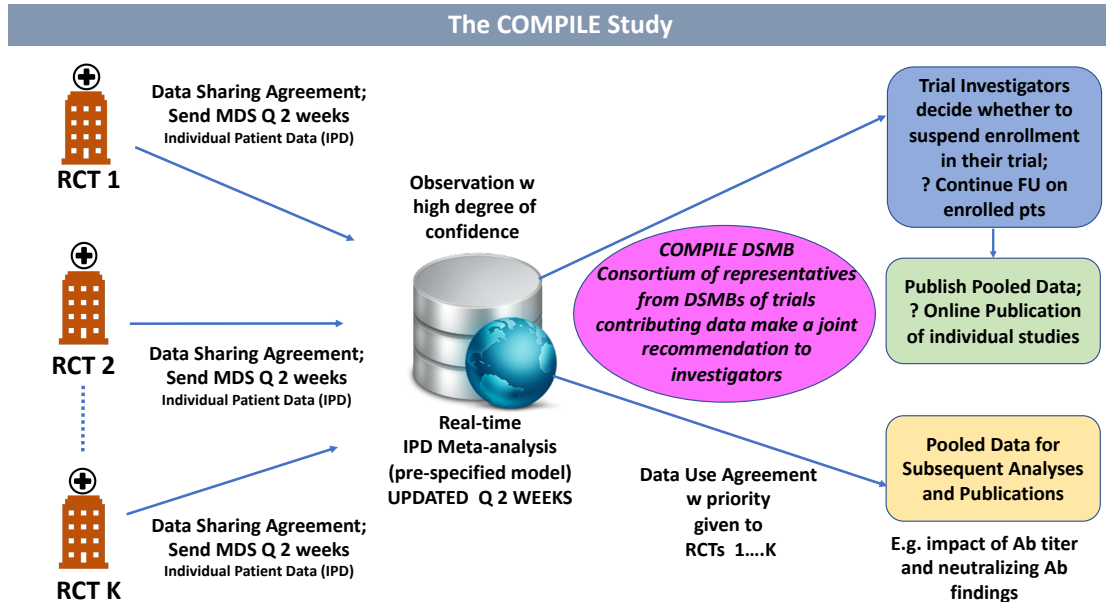 The COMPILE Study
Data Sharing Agreement;
Send MDS Q 2 weeks
Individual Patient Data (IPD)
RCT 1
Data Sharing Agreement;
Send MDS Q 2 weeks
Individual Patient Data (IPD)
RCT 2
Data Sharing Agreement;
Send MDS Q 2 weeks
Individual Patient Data (IPD)
RCT K
Observation w
high degree of
confidence
Real-time
IPD Meta-analysis
(pre-specified model)
UPDATED Q 2 WEEKS
COMPILE DSMB
Consortium of representatives
from DSMBs of trials
contributing data make a joint
recommendation to
investigators
Data Use Agreement
w priority
given to
RCTs 1....K
Trial Investigators
decide whether to
suspend enrollment
in their trial;
? Continue FU on
enrolled pts
Publish Pooled Data;
? Online Publication
of individual studies
Pooled Data for
Subsequent Analyses
and Publications
E.g. impact of Ab titer
and neutralizing Ab
findings